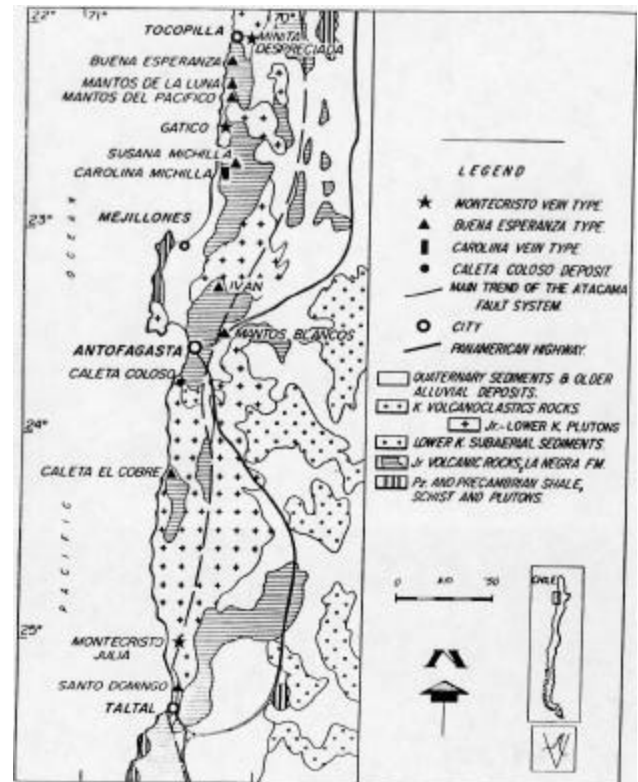 22° 71° 70°
TOCOPILLA
MINITA
DESPRECIADA
BUENA ESPERANZA
MANTOS DE LA LUNA
MANTOS DEL PACIFICO
GATICO
SUSANA MICHILLA
CAROLINA MICHILLA
23°
MEJILLONES
OCEAN
IVAN
MANTOS BLANCOS
ANTOFAGASTA
CALETA COLOSO
24°
CALETA EL COBRE
PACIFIC
25°
MONTECRISTO
JULIA
SANTO DOMINGO
TALTAL
LEGEND
MONTECRISTO VEIN TYPE.
BUENA ESPERANZA TYPE.
CAROLINA VEIN TYPE
CALETA COLOSO DEPOSIT.
MAIN TREND OF THE ATACAMA
FAULT SYSTEM.
CITY
PANAMERICAN HIGHWAY.
QUATERNARY SEDIMENTS & OLDER
ALLUVIAL DEPOSITS.
K VOLCANOCLASTICS ROCKS
Jr.-LOWER K. PLUTONS
LOWER K SUBAERIAL SEDIMENTS.
Jr VOLCANIC ROCKS, LA NEGRA FM.
Pz. AND PRECAMBRIAN SHALE,
SCHIST AND PLUTONS.
0 KM 50
CHILE